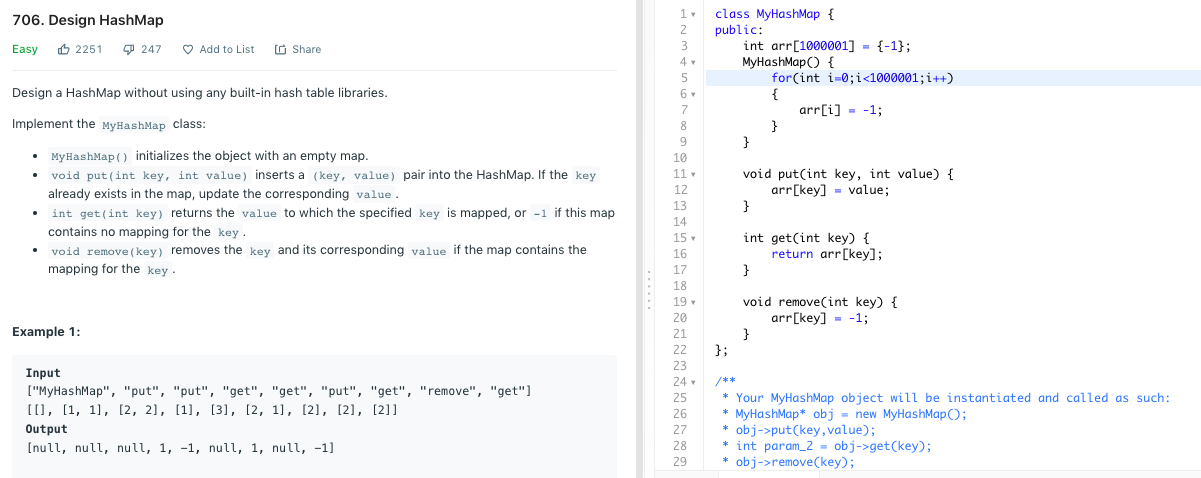 706. Design HashMap
Easy 2251 247 Add to List Share
Design a HashMap without using any built-in hash table libraries.
Implement the MyHashMap class:
• MyHashMap() initializes the object with an empty map.
• void put(int key, int value) inserts a (key, value) pair into the HashMap. If the key
already exists in the map, update the corresponding value.
• int get(int key) returns the value to which the specified key is mapped, or -1 if this map
contains no mapping for the key.
• void remove(key) removes the key and its corresponding value if the map contains the
mapping for the key.
Example 1:
Input
["MyHashMap", "put", "put", "get", "get", "put", "get", "remove", "get"]
[[], [1, 1], [2, 2], [1], [3], [2, 1], [2], [2], [2]]
Output
[null, null, null, 1, -1, null, 1, null, -1]
1 class MyHashMap {
2 public:
3 int arr[1000001] = {-1};
4 MyHashMap() {
5 for(int i=0;i<1000001;i++)
6 {
7 arr[i] = -1;
8 }
9 }
10
11 void put(int key, int value) {
12 arr[key] = value;
13 }
14
15 int get(int key) {
16 return arr[key];
17 }
18
19 void remove(int key) {
20 arr[key] = -1;
21 }
22 };
23
24 /**
25 * Your MyHashMap object will be instantiated and called as such:
26 * MyHashMap* obj = new MyHashMap();
27 * obj->put(key,value);
28 * int param_2 = obj->get(key);
29 * obj->remove(key);